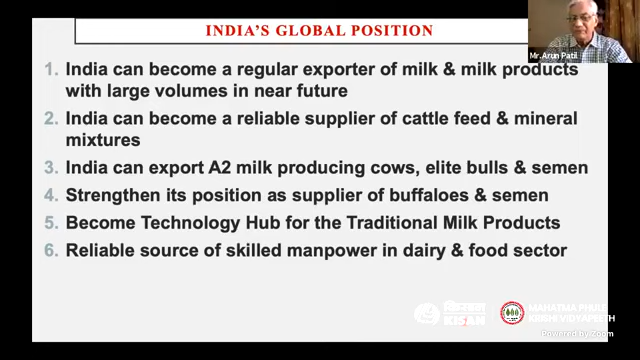 INDIA'S GLOBAL POSITION
Mr.Arun Patil
1. India can become a regular exporter of milk & milk products
with large volumes in near future
2. India can become a reliable supplier of cattle feed & mineral
mixtures
3. India can export A2 milk producing cows, elite bulls & semen
4. Strengthen its position as supplier of buffaloes & semen
5. Become Technology Hub for the Traditional Milk Products
6. Reliable source of skilled manpower in dairy & food sector
किसान
KISAN
MAHATMA PHULE
KRISHI VIDYAPEETH
Powered by Zoom